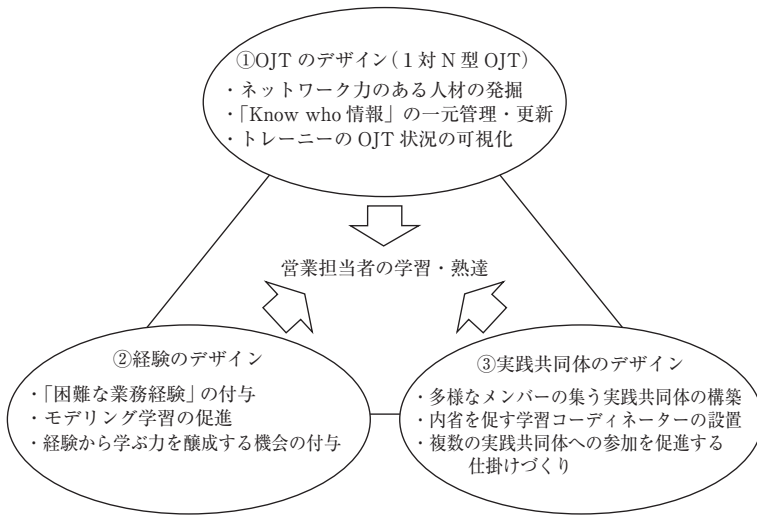 ①OJT のデザイン(1 対 N 型 OJT)
・ネットワーク力のある人材の発掘
・「Know who 情報」の一元管理・更新
・トレーニーの OJT 状況の可視化
営業担当者の学習・熟達
②経験のデザイン
・「困難な業務経験」の付与
・モデリング学習の促進
・経験から学ぶ力を醸成する機会の付与
③実践共同体のデザイン
・多様なメンバーの集う実践共同体の構築
・内省を促す学習コーディネーターの設置
・複数の実践共同体への参加を促進する
仕掛けづくり